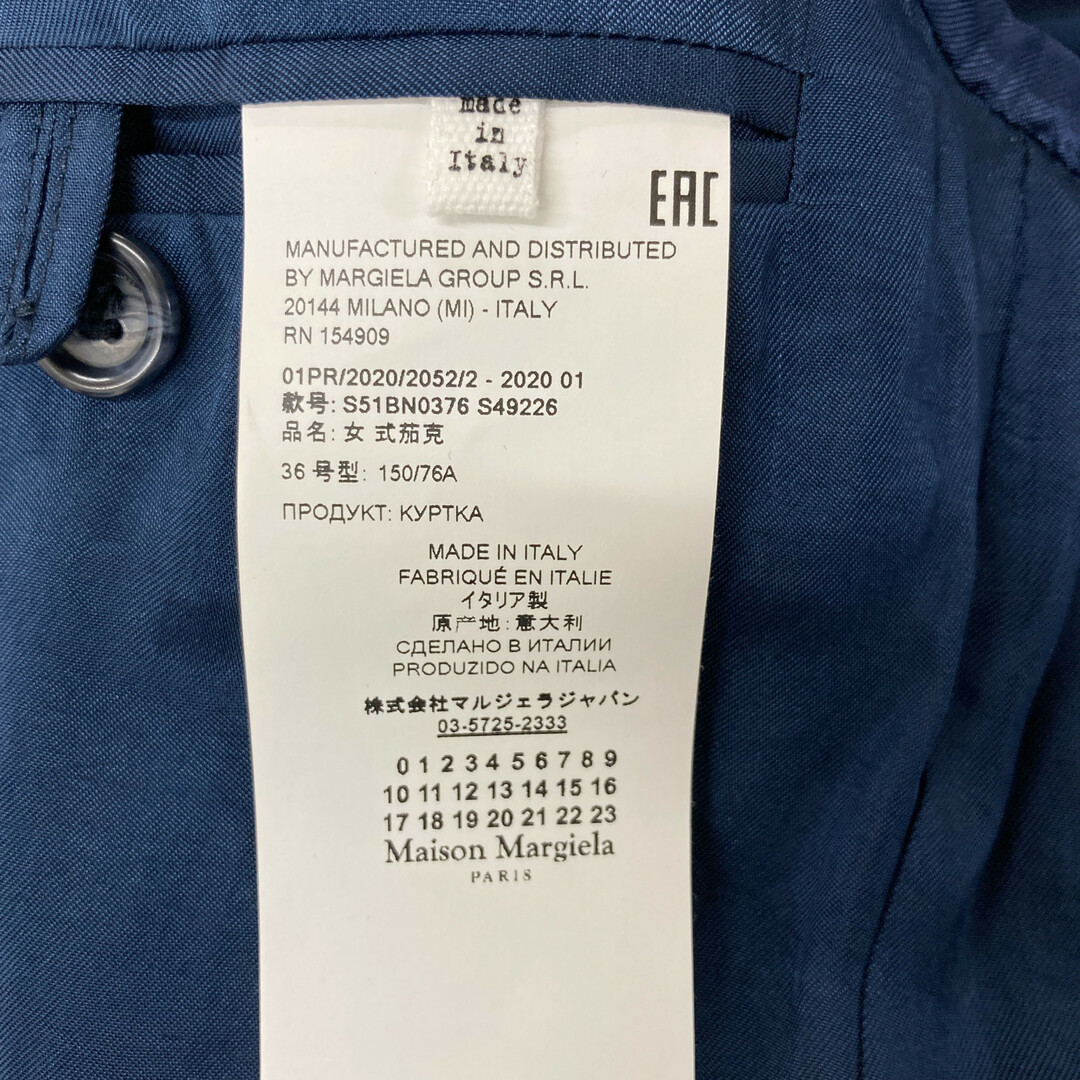 made
in
Italy
EAC
MANUFACTURED AND DISTRIBUTED
BY MARGIELA GROUP S.R.L.
20144 MILANO (MI) - ITALY
RN 154909
01PR/2020/2052/2 - 2020 01
款号: S51BN0376 S49226
品名: 女 式茄克
36 号型: 150/76A
ПРОДУКТ: КУРТКА
MADE IN ITALY
FABRIQUÉ EN ITALIE
イタリア製
原产地: 意大利
СДЕЛАНО В ИТАЛИИ
PRODUZIDO NA ITALIA
株式会社マルジェラジャパン
03-5725-2333
0 1 2 3 4 5 6 7 8 9
10 11 12 13 14 15 16
17 18 19 20 21 22 23
Maison Margiela
PARIS